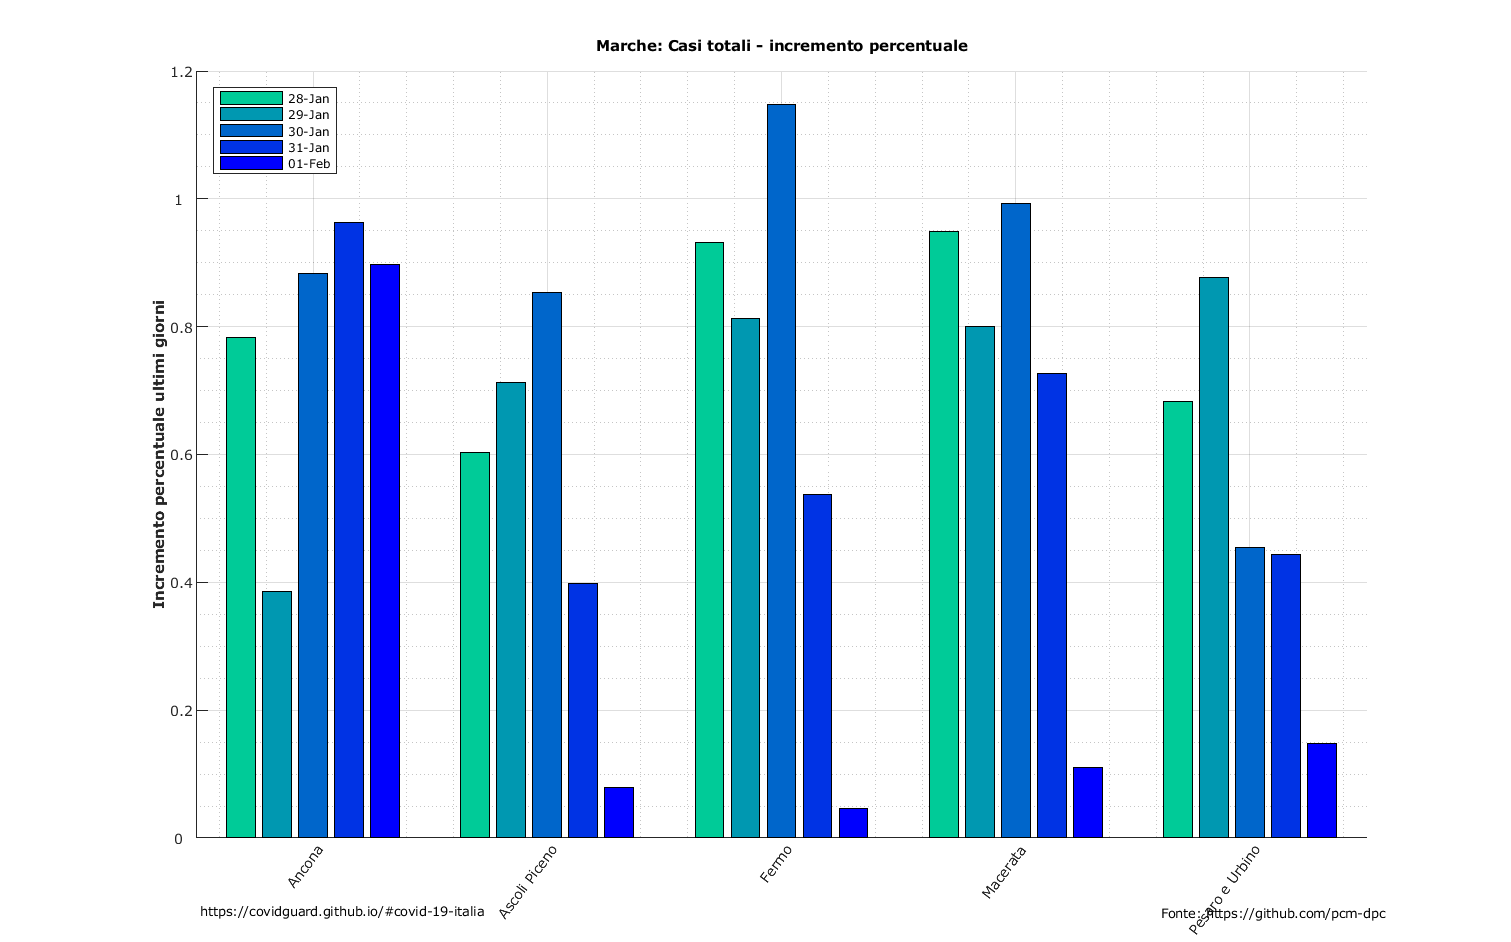 Marche: Casi totali - incremento percentuale
1.2
1
0.8
0.6
0.4
0.2
0
Incremento percentuale ultimi giorni
28-Jan
29-Jan
30-Jan
31-Jan
01-Feb
Ancona
Ascoli Piceno
Fermo
Macerata
Pesaro e Urbino
https://covidguard.github.io/#covid-19-italia
Fonte: https://github.com/pcm-dpc